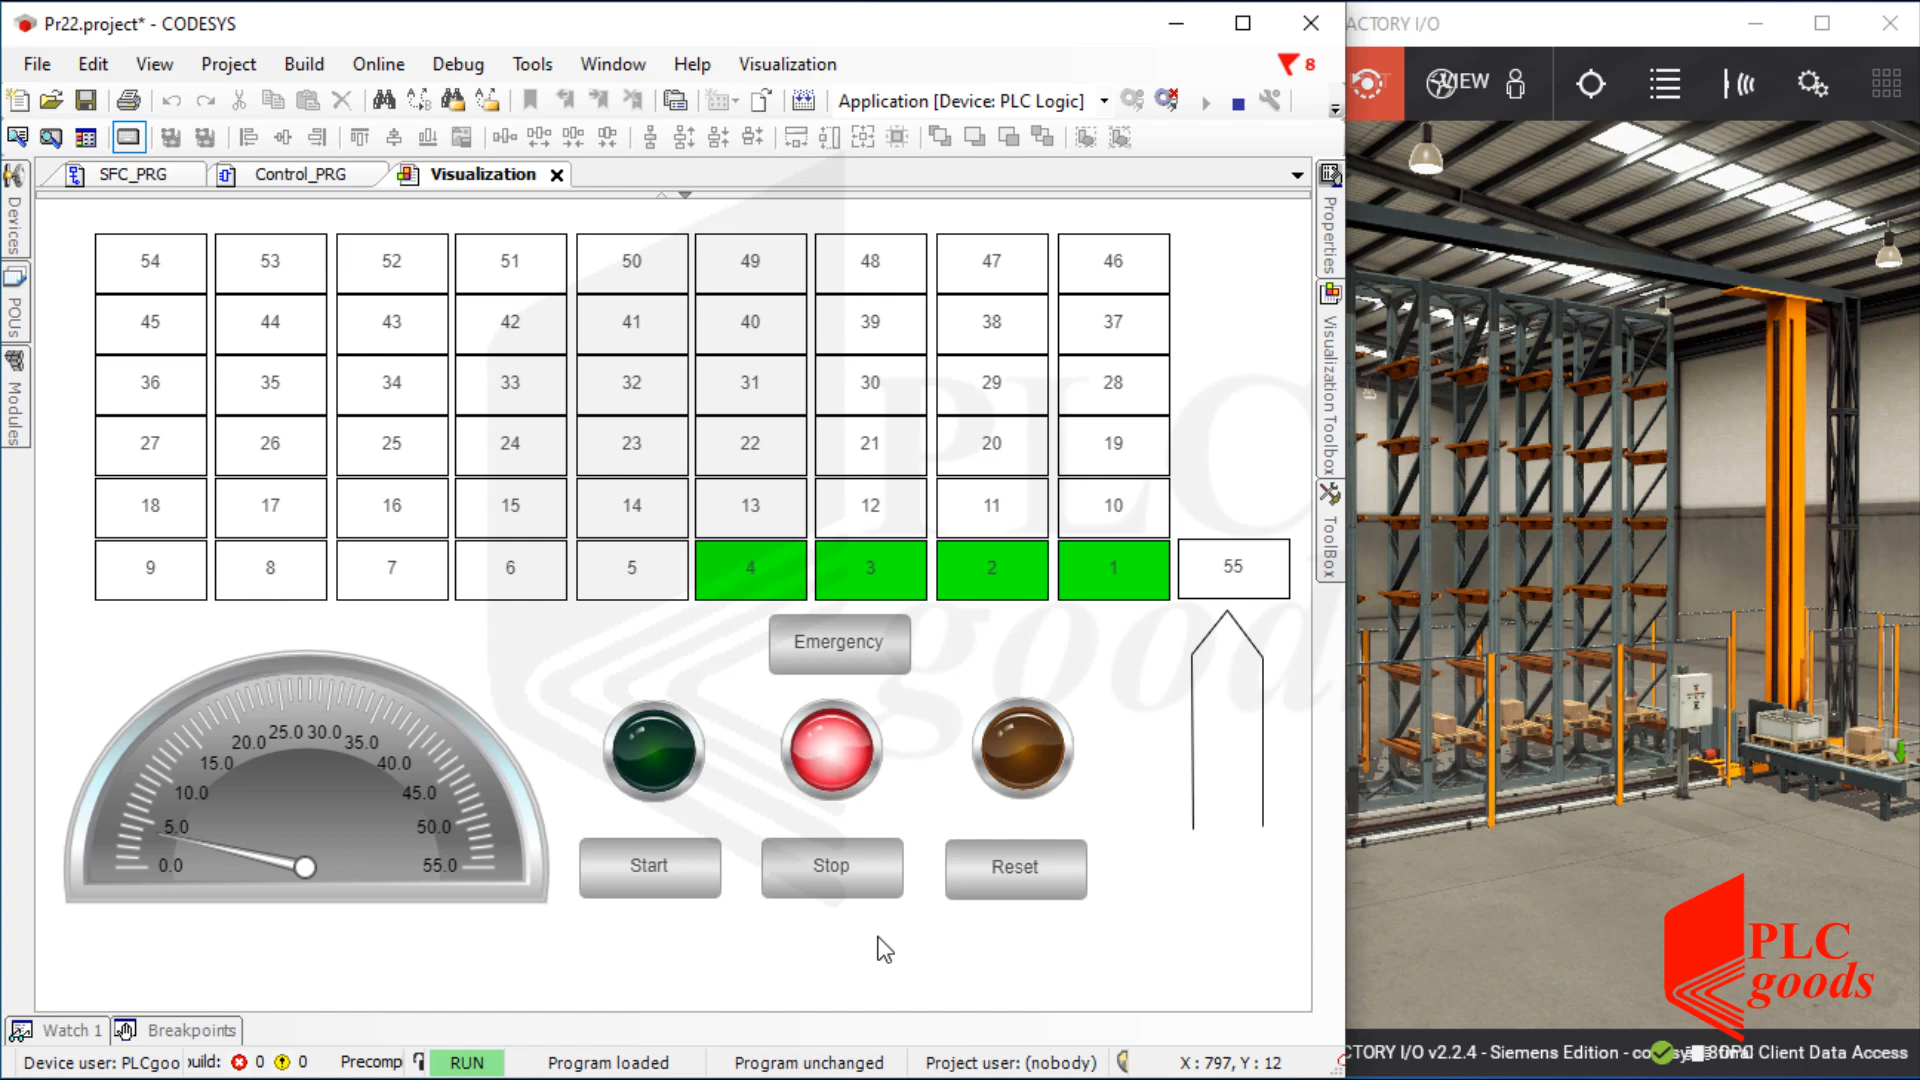 Pr22.project* - CODESYS
ACTORY I/O
File Edit View Project Build Online Debug Tools Window Help Visualization 8
VIEW
Application [Device: PLC Logic]
SFC_PRG Control_PRG Visualization
Devices
POUs
Modules
Properties
Visualization Toolbox
ToolBox
54 53 52 51 50 49 48 47 46
45 44 43 42 41 40 39 38 37
36 35 34 33 32 31 30 29 28
27 26 25 24 23 22 21 20 19
18 17 16 15 14 13 12 11 10
9 8 7 6 5 4 3 2 1 55
PLC
goods
Emergency
0.0 5.0 10.0 15.0 20.0 25.0 30.0 35.0 40.0 45.0 50.0 55.0
Start Stop Reset
PLC
goods
Watch 1 Breakpoints
Device user: PLCgoo uild: 0 0 Precomp RUN Program loaded Program unchanged Project user: (nobody) X : 797, Y : 12
CTORY I/O v2.2.4 - Siemens Edition - Client Data Access